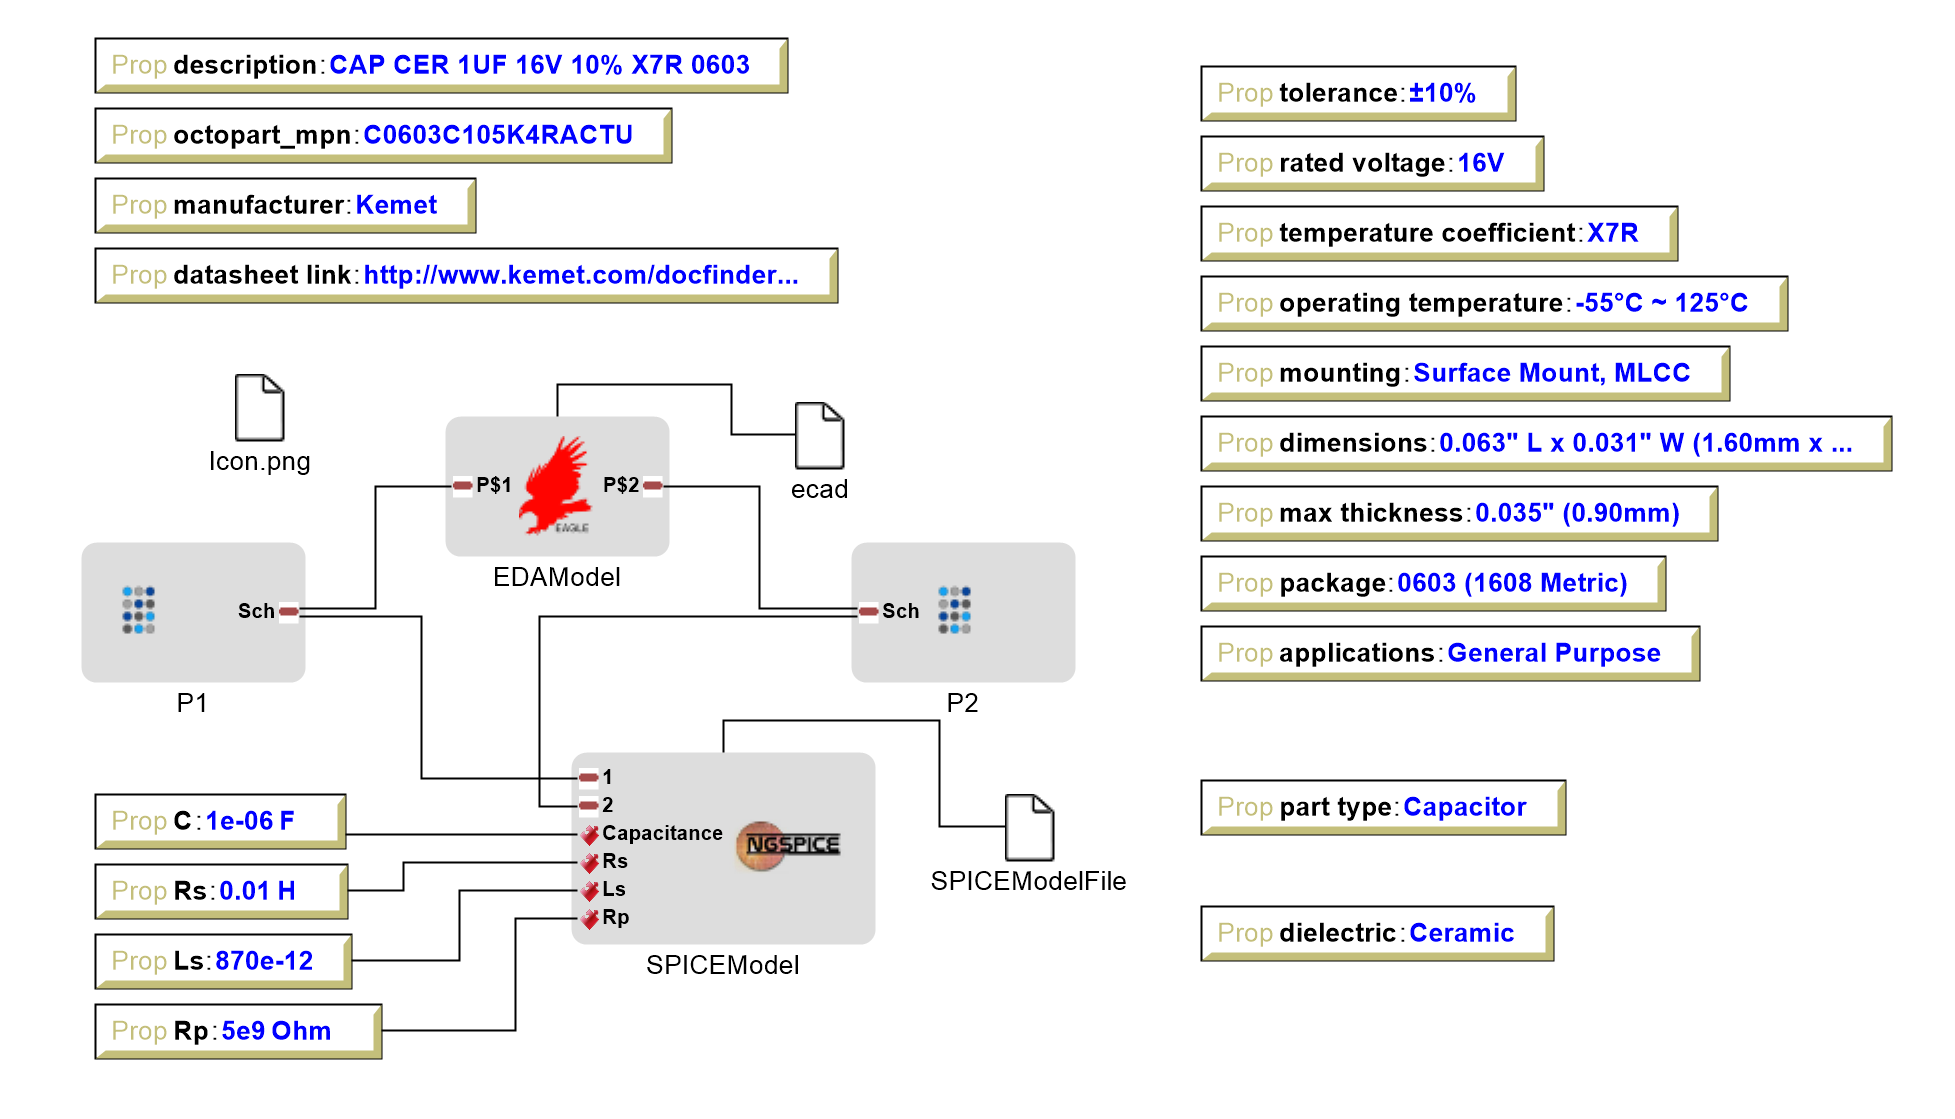 Prop description:CAP CER 1UF 16V 10% X7R 0603
Prop octopart_mpn:C0603C105K4RACTU
Prop manufacturer:Kemet
Prop datasheet link:http://www.kemet.com/docfinder...
Prop tolerance:±10%
Prop rated voltage:16V
Prop temperature coefficient:X7R
Prop operating temperature:-55°C ~ 125°C
Prop mounting:Surface Mount, MLCC
Prop dimensions:0.063" L x 0.031" W (1.60mm x ...
Prop max thickness:0.035" (0.90mm)
Prop package:0603 (1608 Metric)
Prop applications:General Purpose
Prop part type:Capacitor
Prop dielectric:Ceramic
Icon.png
P$1
P$2
EAGLE
EDAModel
ecad
Sch
P1
Sch
P2
1
2
Capacitance
Rs
Ls
Rp
NGSPICE
SPICEModel
SPICEModelFile
Prop C:1e-06 F
Prop Rs:0.01 H
Prop Ls:870e-12
Prop Rp:5e9 Ohm